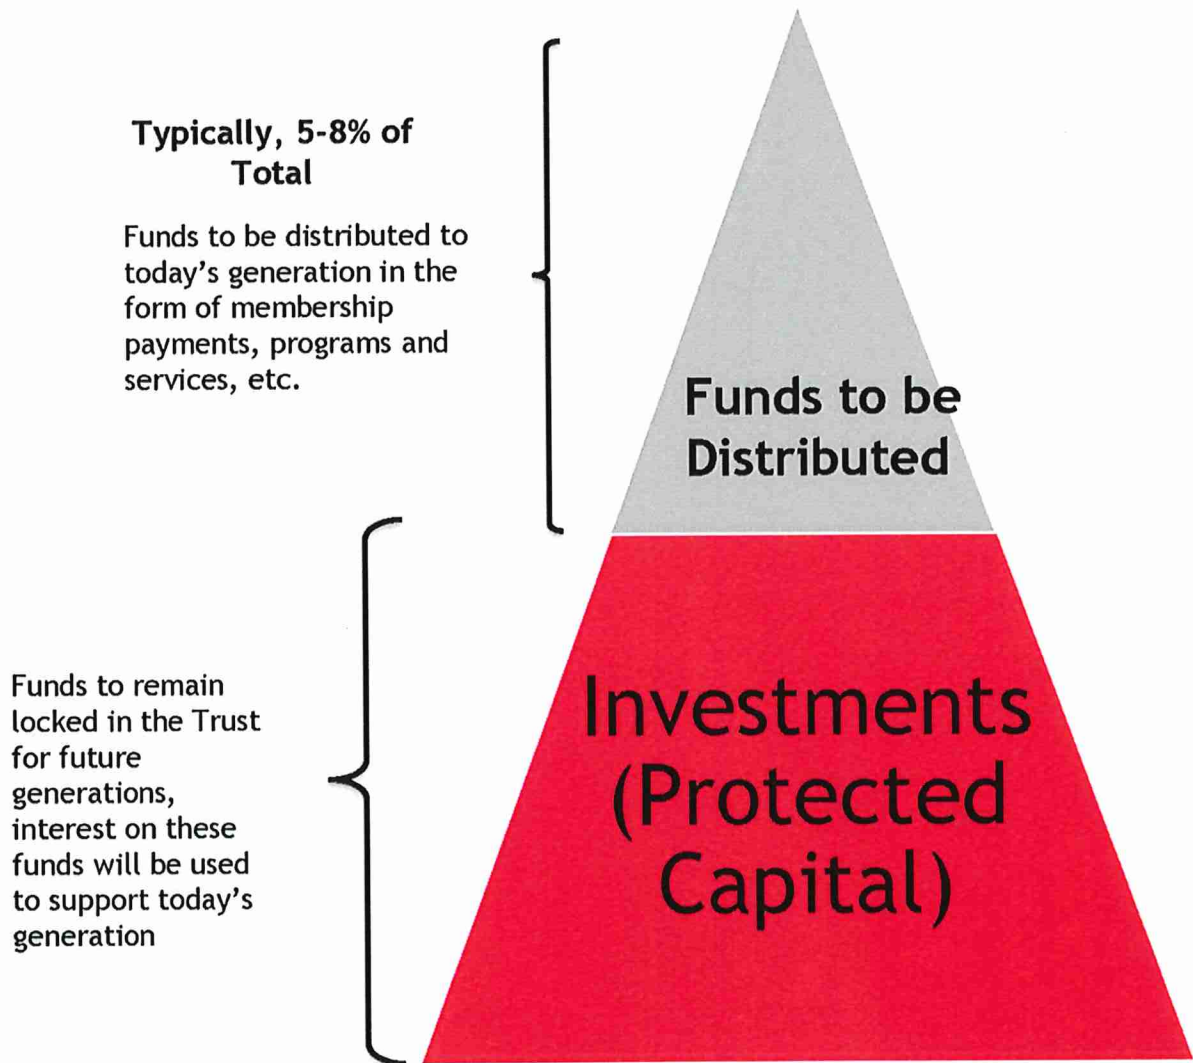 Typically, 5-8% of
Total
Funds to be distributed to
today's generation in the
form of membership
payments, programs and
services, etc.
Funds to be
Distributed
Funds to remain
locked in the Trust
for future
generations,
interest on these
funds will be used
to support today's
generation
Investments
(Protected
Capital)